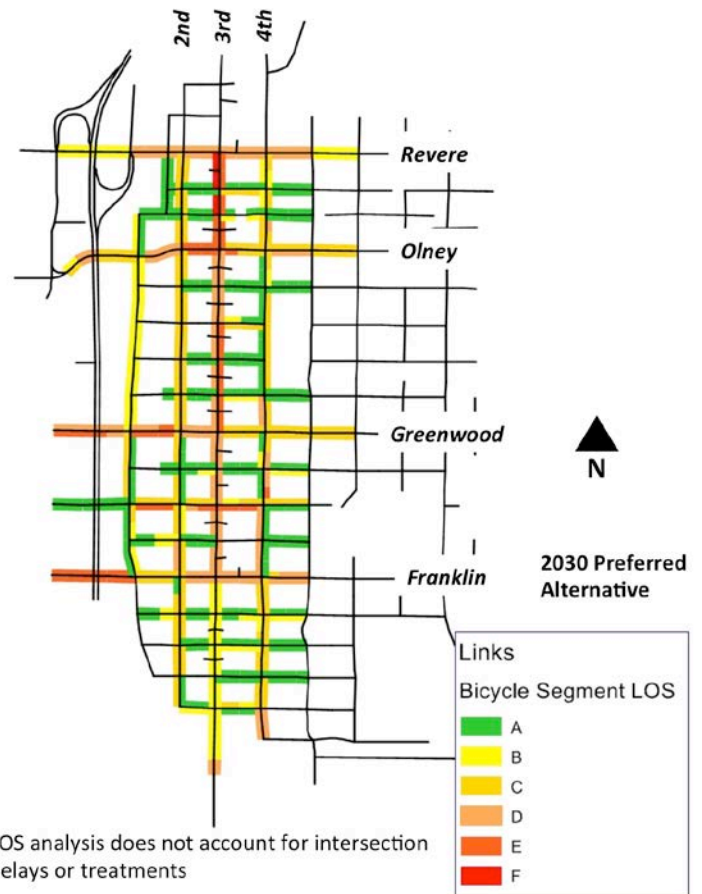 2nd
3rd
4th
Revere
Olney
Greenwood
N
Franklin
2030 Preferred
Alternative
Links
Bicycle Segment LOS
A
B
C
D
E
F
OS analysis does not account for intersection
elays or treatments